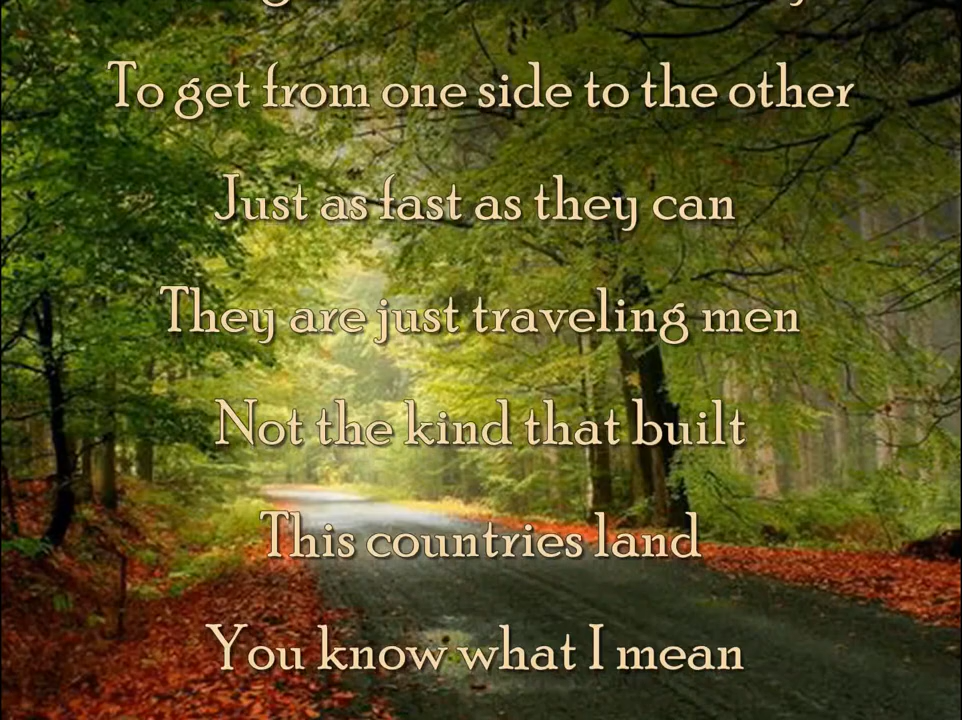 To get from one side to the other
Just as fast as they can
They are just traveling men
Not the kind that built
This countries land
You know what I mean